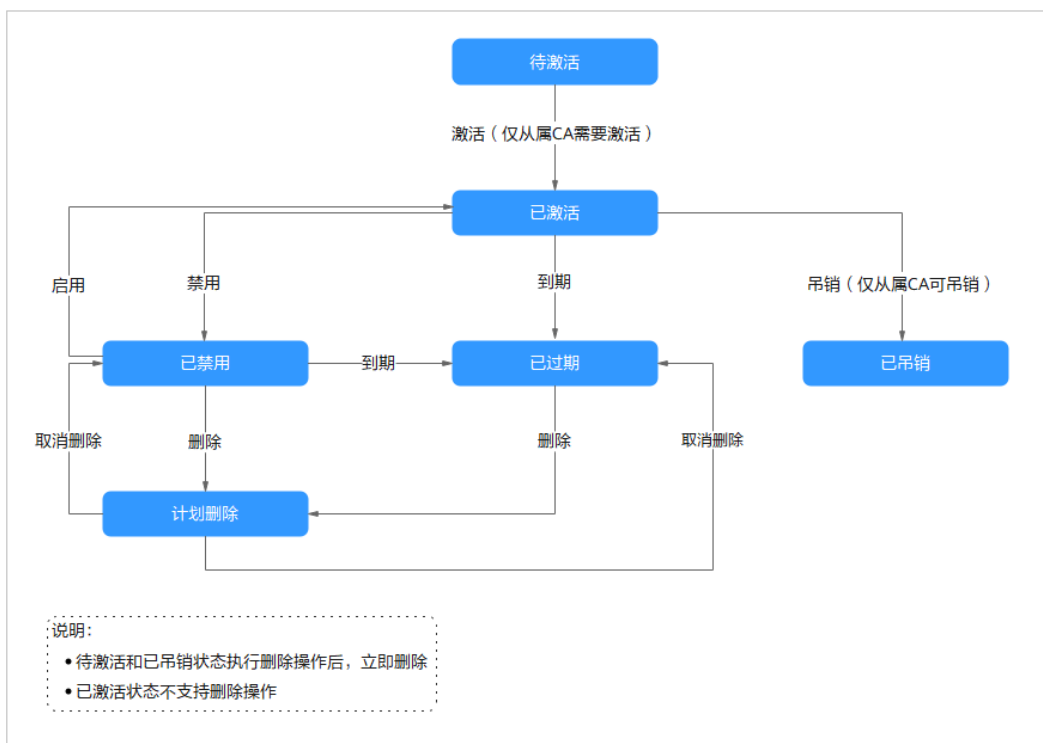 待激活
激活（仅从属CA需要激活）
已激活
启用
禁用
到期
吊销（仅从属CA可吊销）
已禁用
到期
已过期
已吊销
取消删除
删除
删除
取消删除
计划删除
说明：
•待激活和已吊销状态执行删除操作后，立即删除
•已激活状态不支持删除操作